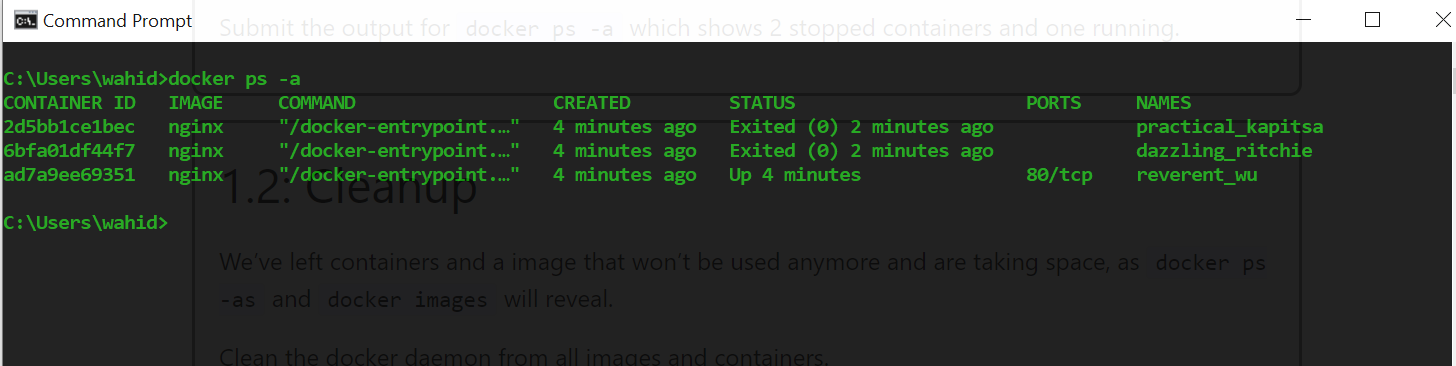 Command Prompt
Submit the output for docker ps -a which shows 2 stopped containers and one running.
C:\Users\wahid>docker ps -a
CONTAINER ID   IMAGE     COMMAND                  CREATED         STATUS                     PORTS     NAMES
2d5bb1ce1bec   nginx     "/docker-entrypoint.…"   4 minutes ago   Exited (0) 2 minutes ago             practical_kapitsa
6bfa01df44f7   nginx     "/docker-entrypoint.…"   4 minutes ago   Exited (0) 2 minutes ago             dazzling_ritchie
ad7a9ee69351   nginx     "/docker-entrypoint.…"   4 minutes ago   Up 4 minutes               80/tcp    reverent_wu
1.2: Cleanup
C:\Users\wahid>
We've left containers and a image that won't be used anymore and are taking space, as docker ps
-as and docker images will reveal.
Clean the docker daemon from all images and containers.